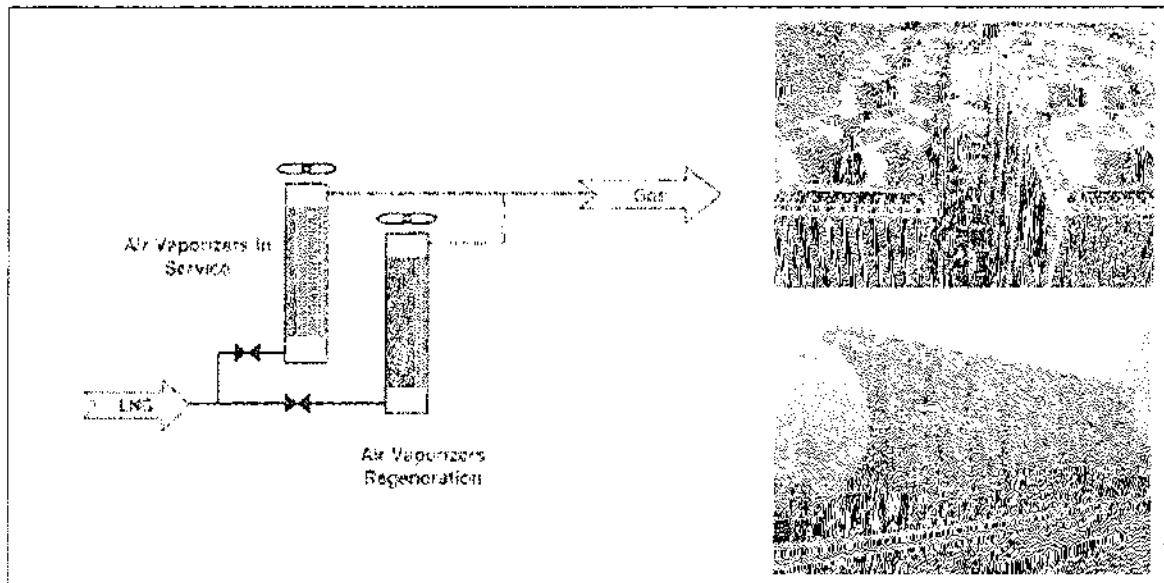 Gas
Air Vaporizers In
Service
LNG
Air Vaporizers
Regeneration